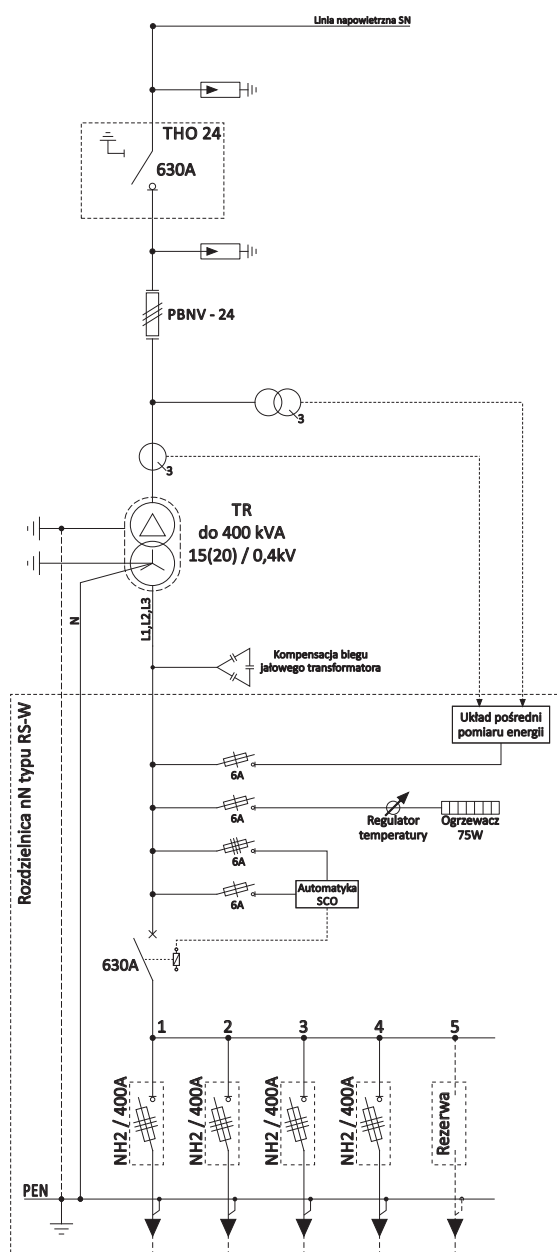 Linia napowietrzna SN
THO 24
630A
PBNV - 24
3
3
TR
do 400 kVA
15(20) / 0,4kV
N
L1,L2,L3
Kompensacja biegu
jałowego transformatora
Rozdzielnica nN typu RS-W
Układ pośredni
pomiaru energii
6A
6A
Regulator
temperatury
Ogrzewacz
75W
6A
6A
Automatyka
SCO
630A
1
2
3
4
5
NH2 / 400A
NH2 / 400A
NH2 / 400A
NH2 / 400A
Rezerwa
PEN